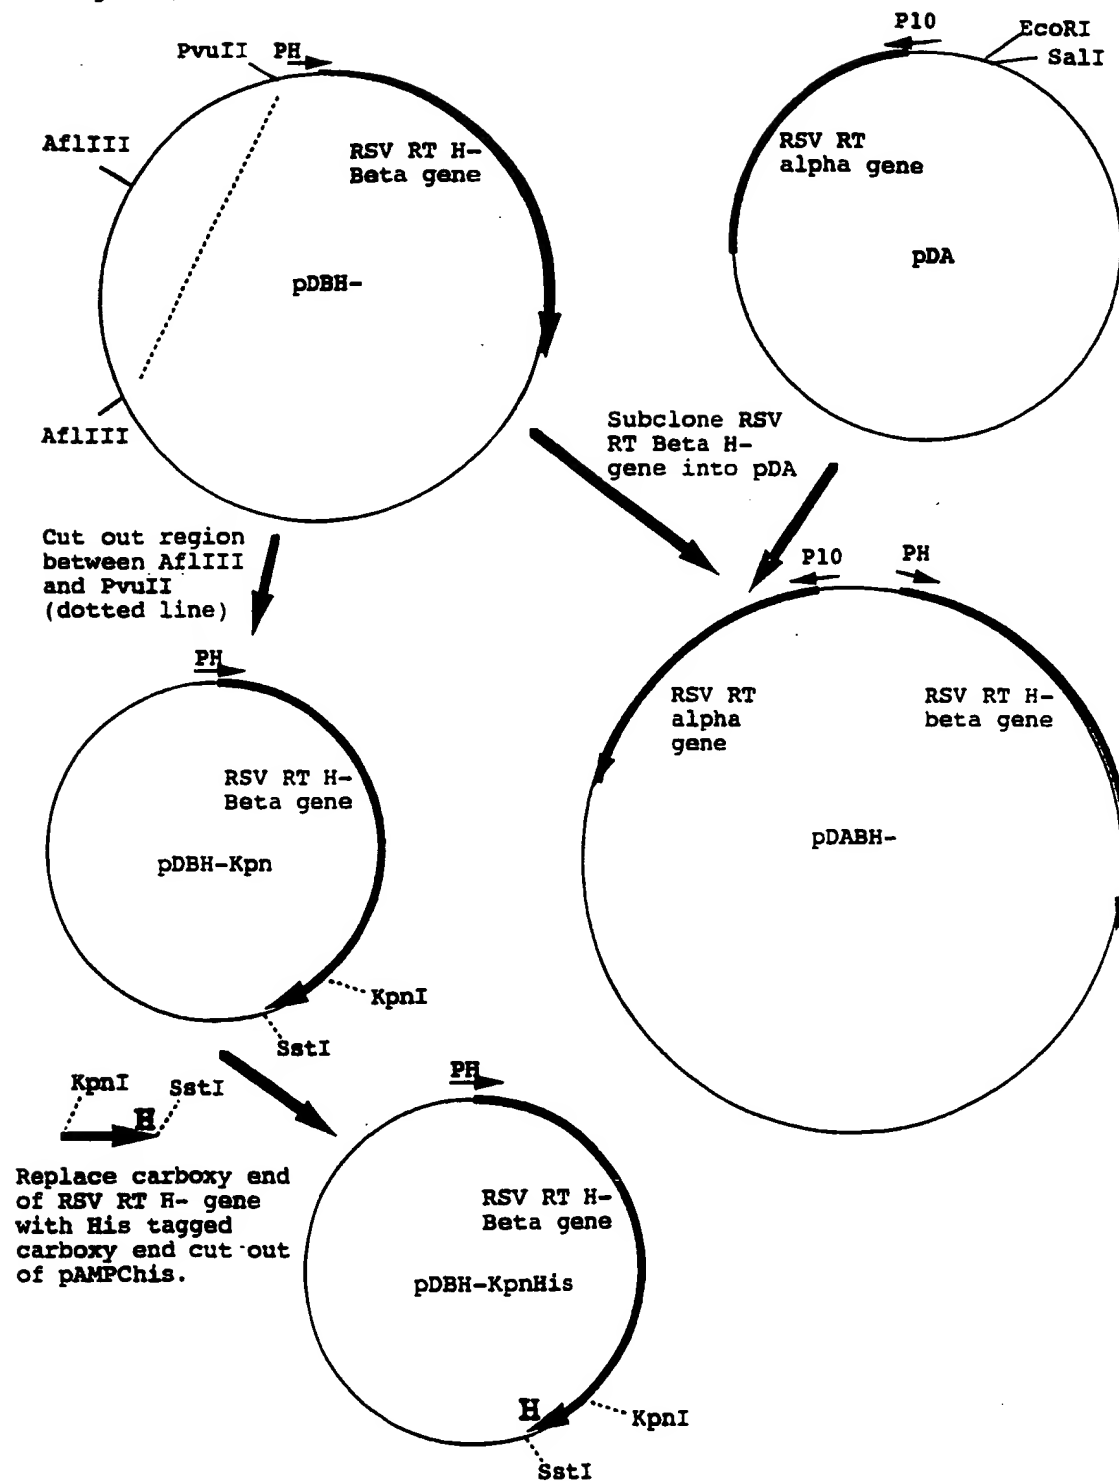 PvuII
PH
AflIII
RSV RT H-
Beta gene
pDBH-
AflIII
P10
EcoRI
SalI
RSV RT
alpha gene
pDA
Subclone RSV
RT Beta H-
gene into pDA
Cut out region
between AflIII
and PvuII
(dotted line)
PH
RSV RT H-
Beta gene
pDBH-Kpn
KpnI
SstI
P10
PH
RSV RT
alpha
gene
RSV RT H-
beta gene
pDABH-
KpnI
SstI
H
Replace carboxy end
of RSV RT H- gene
with His tagged
carboxy end cut out
of pAMPChis.
PH
RSV RT H-
Beta gene
pDBH-KpnHis
H
KpnI
SstI